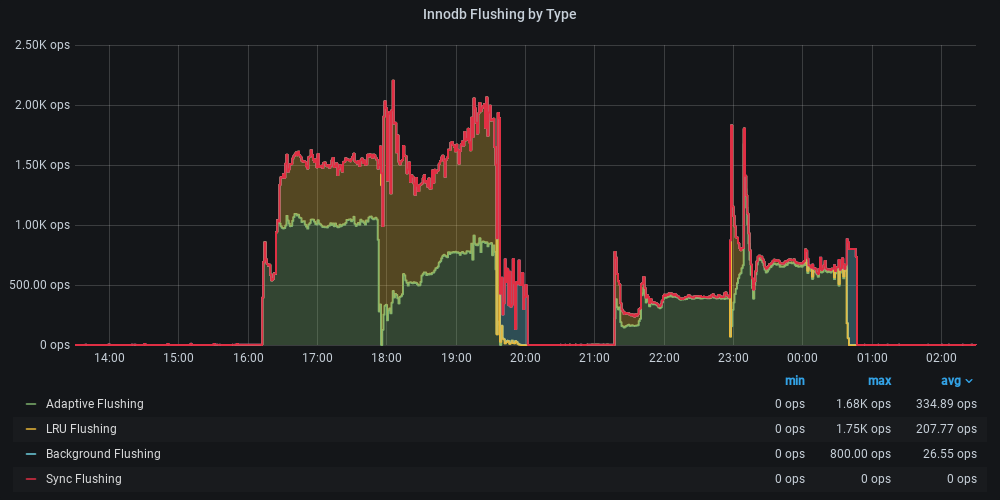 Innodb Flushing by Type
2.50K ops
2.00K ops
1.50K ops
1.00K ops
500.00 ops
0 ops
14:00 15:00 16:00 17:00 18:00 19:00 20:00 21:00 22:00 23:00 00:00 01:00 02:00
min max avg
Adaptive Flushing 0 ops 1.68K ops 334.89 ops
LRU Flushing 0 ops 1.75K ops 207.77 ops
Background Flushing 0 ops 800.00 ops 26.55 ops
Sync Flushing 0 ops 0 ops 0 ops